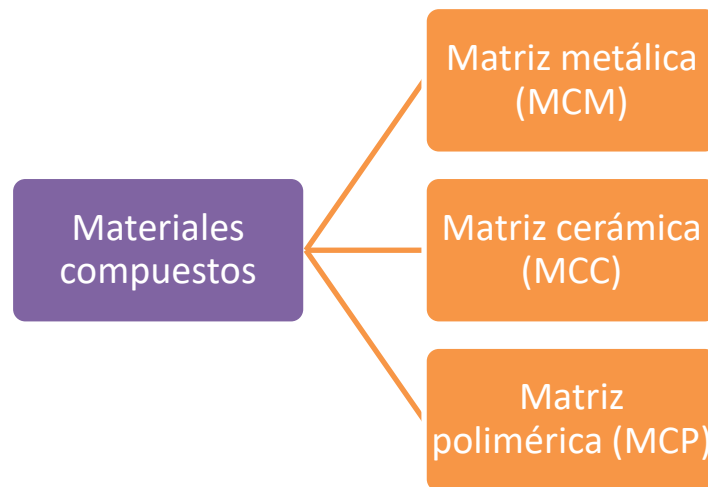 Matriz metálica
(MCM)
Materiales
compuestos
Matriz cerámica
(MCC)
Matriz
polimérica (MCP)